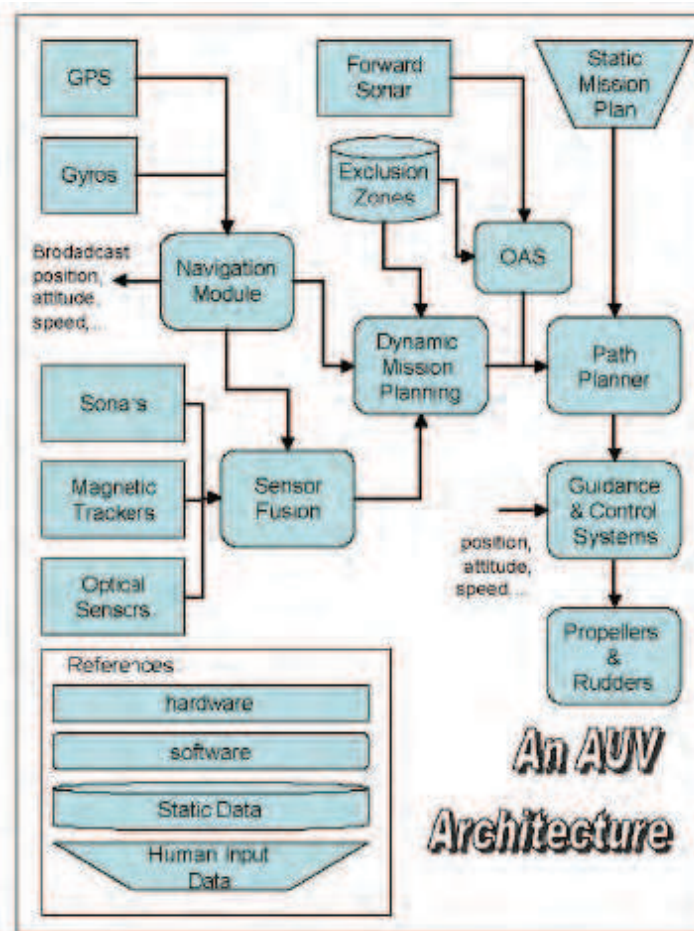 GPS
Gyros
Brodadcast
position,
attitude,
speed,...
Navigation
Module
Forward
Sonar
Exclusion
Zones
OAS
Static
Mission
Plan
Dynamic
Mission
Planning
Path
Planner
Sonars
Magnetic
Trackers
Optical
Sensors
Sensor
Fusion
position,
attitude,
speed...
Guidance
& Control
Systems
Propellers
&
Rudders
References
hardware
software
Static Data
Human Input
Data
An AUV
Architecture